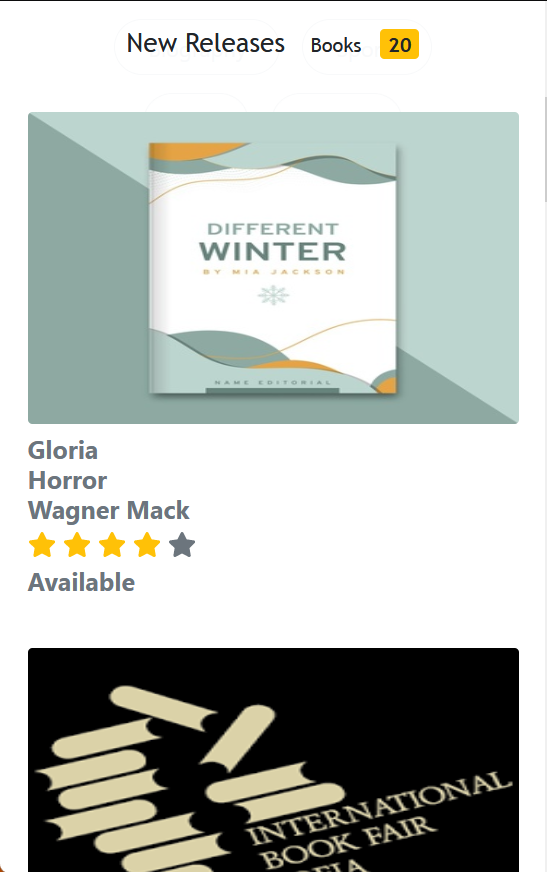 New Releases Books 20
DIFFERENT
WINTER
BY MIA JACKSON
NAME EDITORIAL
Gloria
Horror
Wagner Mack
Available
INTERNATIONAL
BOOK FAIR